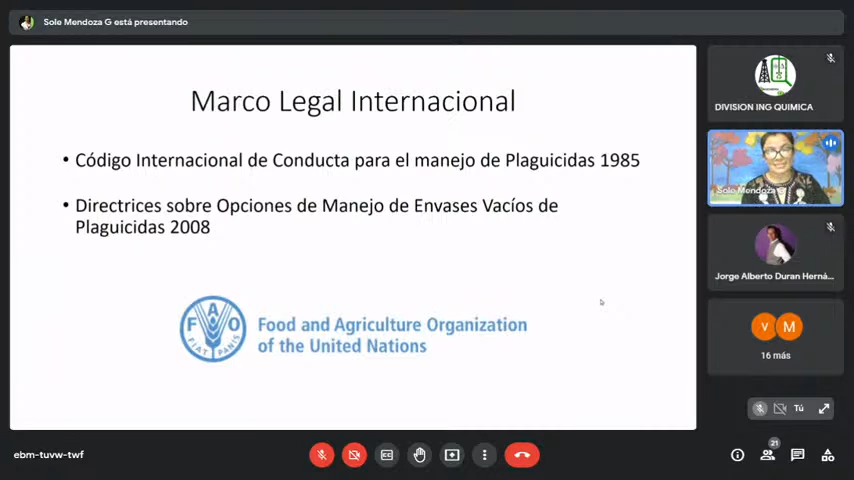 Sole Mendoza G está presentando
Marco Legal Internacional
• Código Internacional de Conducta para el manejo de Plaguicidas 1985
• Directrices sobre Opciones de Manejo de Envases Vacíos de
Plaguicidas 2008
F A O
FIAT PANIS
Food and Agriculture Organization
of the United Nations
DIVISION ING QUIMICA
Sole Mendoza G
Jorge Alberto Duran Herná...
V M
16 más
Tú
ebm-tuvw-twf
CC
21